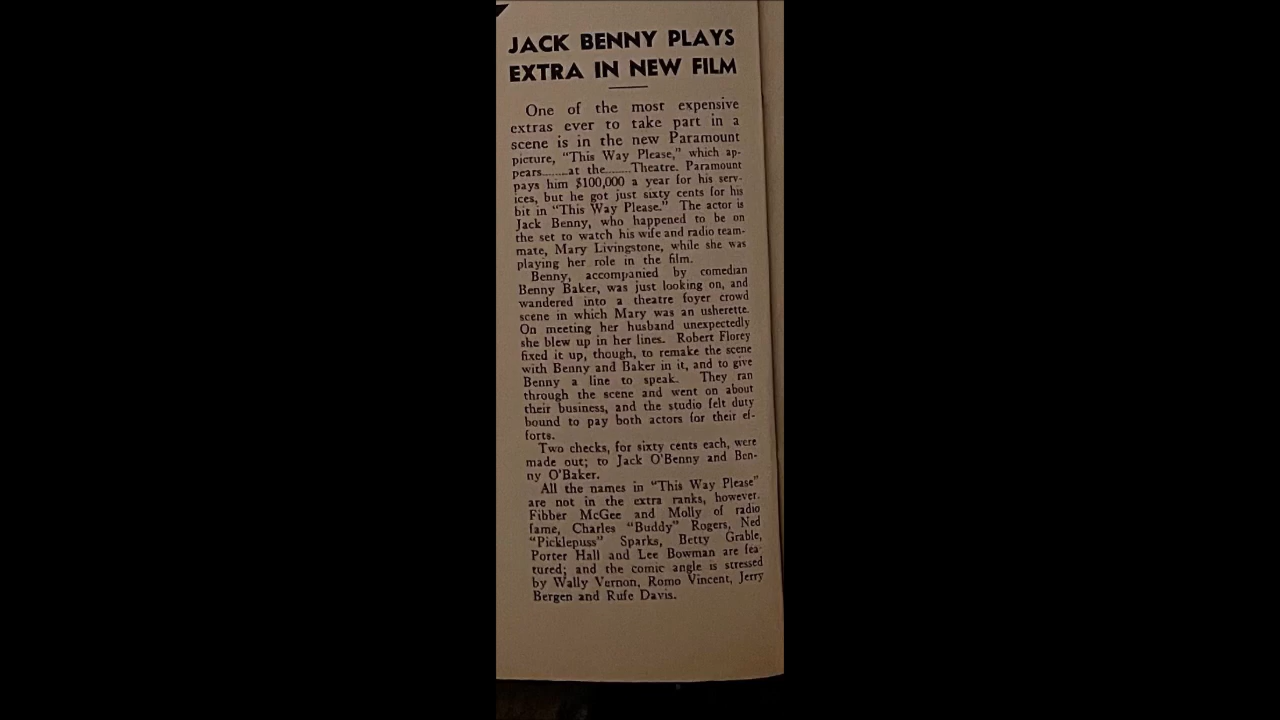 JACK BENNY PLAYS
EXTRA IN NEW FILM
One of the most expensive
extras ever to take part in a
scene is in the new Paramount
picture, “This Way Please,” which ap-
pears........at the........Theatre. Paramount
pays him $100,000 a year for his serv-
ices, but he got just sixty cents for his
bit in “This Way Please.” The actor is
Jack Benny, who happened to be on
the set to watch his wife and radio team-
mate, Mary Livingstone, while she was
playing her role in the film.
Benny, accompanied by comedian
Benny Baker, was just looking on, and
wandered into a theatre foyer crowd
scene in which Mary was an usherette.
On meeting her husband unexpectedly
she blew up in her lines. Robert Florey
fixed it up, though, to remake the scene
with Benny and Baker in it, and to give
Benny a line to speak. They ran
through the scene and went on about
their business, and the studio felt duty
bound to pay both actors for their ef-
forts.
Two checks, for sixty cents each, were
made out; to Jack O'Benny and Ben-
ny O'Baker.
All the names in “This Way Please”
are not in the extra ranks, however.
Fibber McGee and Molly of radio
fame, Charles “Buddy” Rogers, Ned
“Picklepuss” Sparks, Betty Grable,
Porter Hall and Lee Bowman are fea-
tured; and the comic angle is stressed
by Wally Vernon, Romo Vincent, Jerry
Bergen and Rufe Davis.